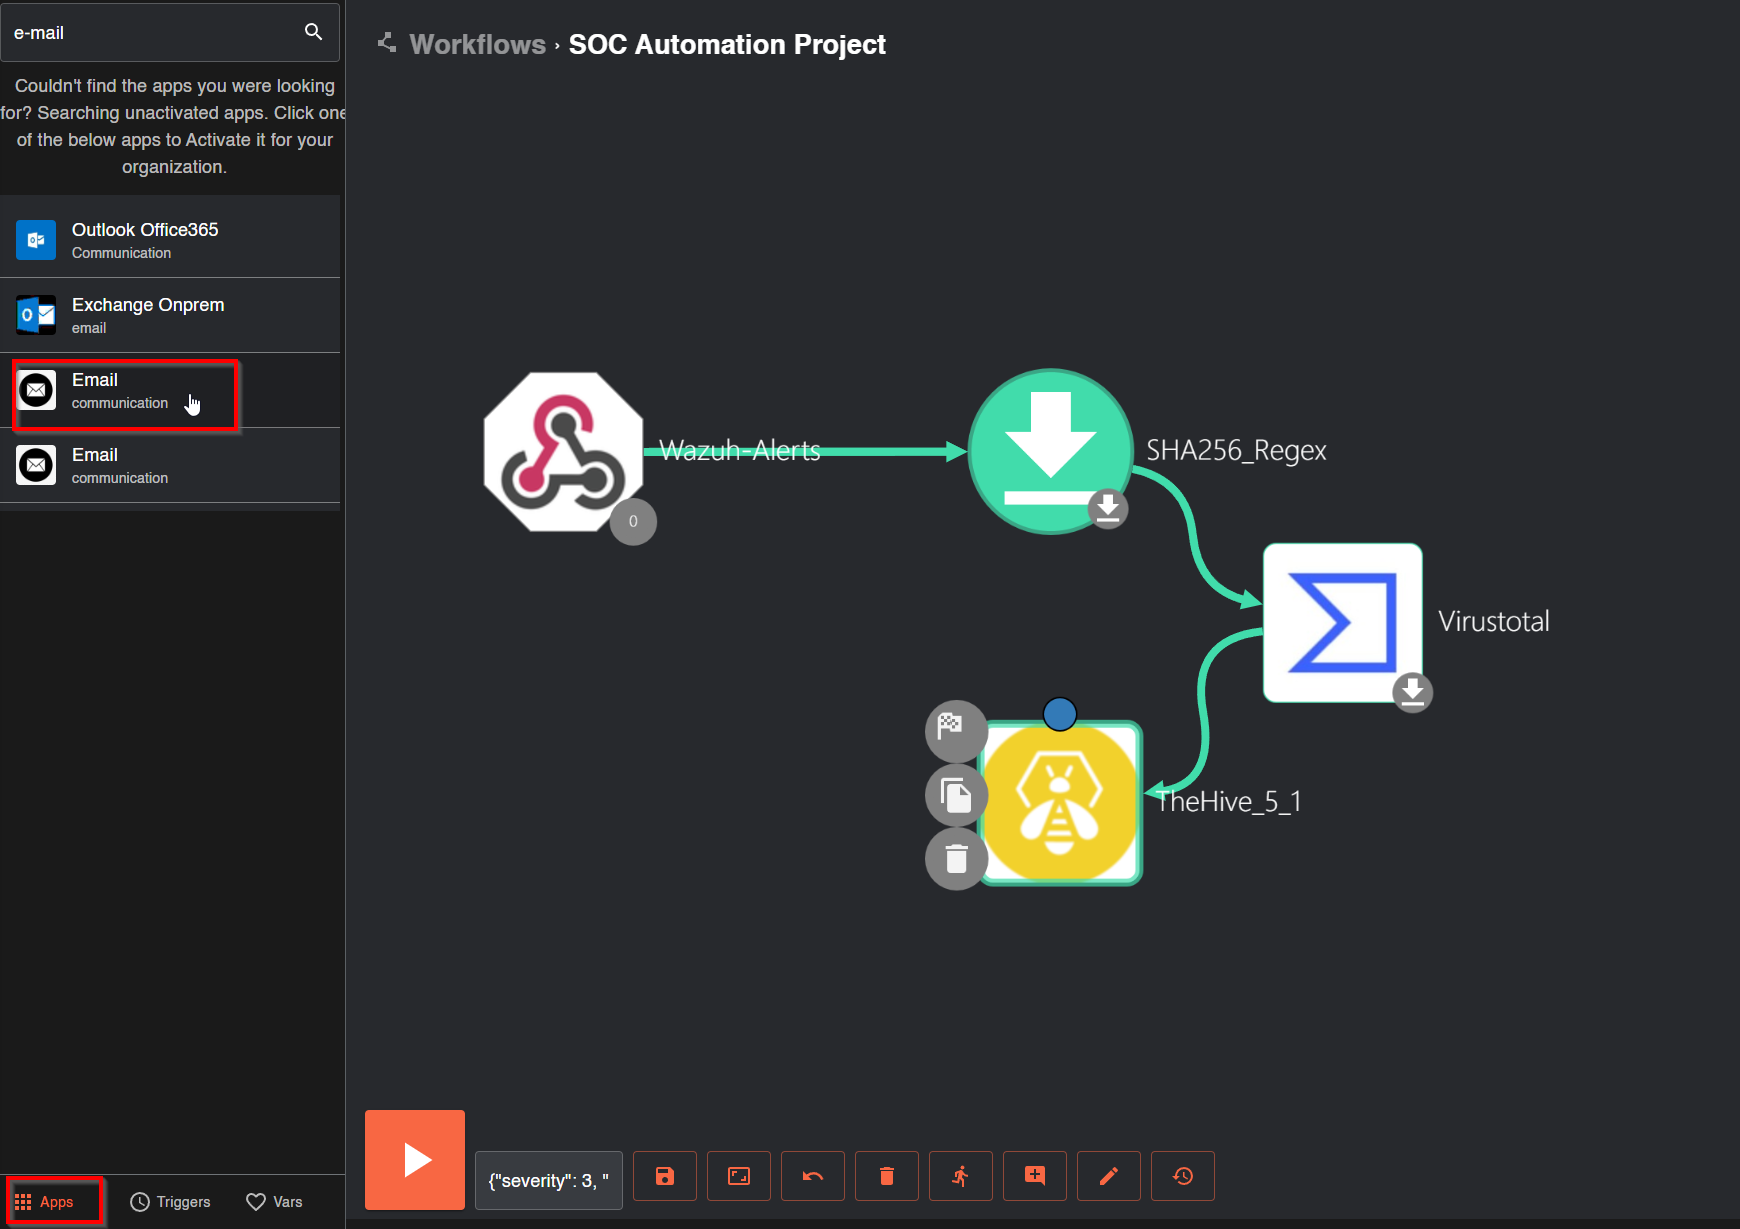 e-mail
Couldn't find the apps you were looking
for? Searching unactivated apps. Click one
of the below apps to Activate it for your
organization.
Outlook Office365
Communication
Exchange Onprem
email
Email
communication
Email
communication
Apps
Triggers
Vars
Workflows › SOC Automation Project
Wazuh-Alerts
0
SHA256_Regex
Virustotal
TheHive_5_1
{"severity": 3, "